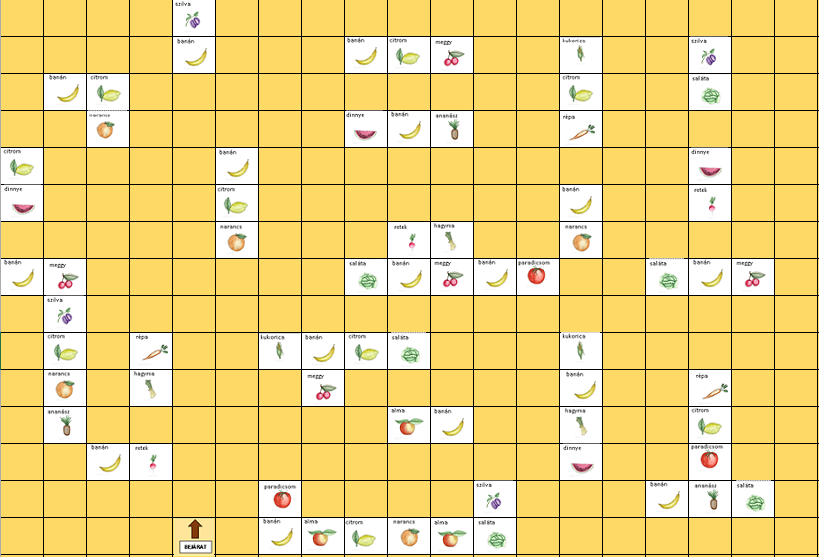 szilva
banán banán citrom meggy kukorica szilva
banán citrom citrom saláta
narancs dinnye banán ananász répa
citrom banán dinnye
dinnye citrom banán retek
narancs retek hagyma narancs
banán meggy saláta banán meggy banán paradicsom saláta banán meggy
szilva
citrom répa kukorica banán citrom saláta kukorica
narancs hagyma meggy banán répa
ananász alma banán hagyma citrom
banán retek dinnye paradicsom
paradicsom szilva banán ananász saláta
BEJÁRAT banán alma citrom narancs alma saláta